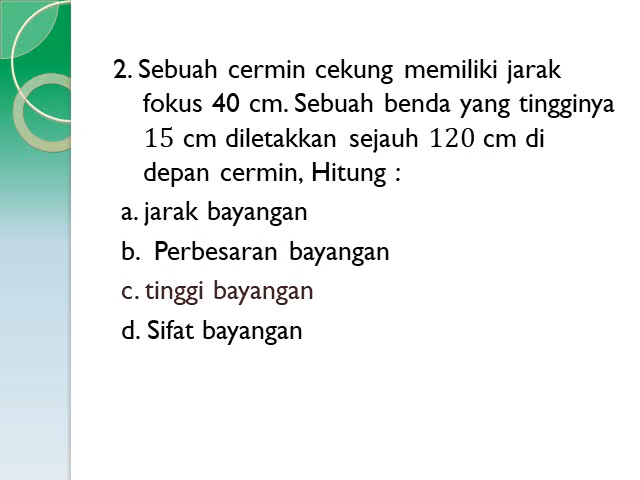 2. Sebuah cermin cekung memiliki jarak
fokus 40 cm. Sebuah benda yang tingginya
15 cm diletakkan sejauh 120 cm di
depan cermin, Hitung :
a. jarak bayangan
b. Perbesaran bayangan
c. tinggi bayangan
d. Sifat bayangan